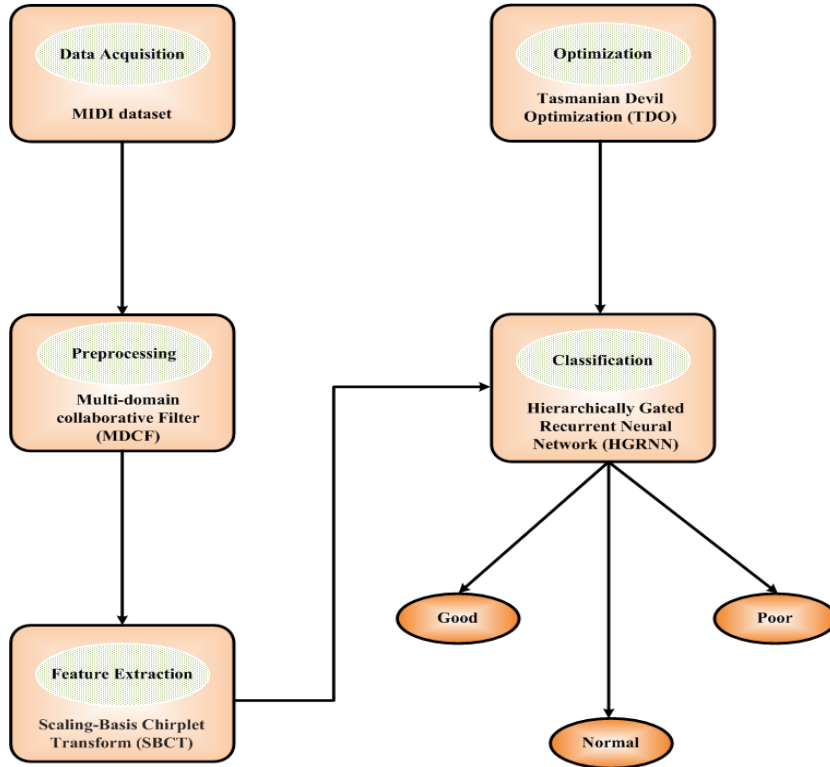 Data Acquisition
MIDI dataset
Optimization
Tasmanian Devil
Optimization (TDO)
Preprocessing
Multi-domain
collaborative Filter
(MDCF)
Classification
Hierarchically Gated
Recurrent Neural
Network (HGRNN)
Good
Poor
Feature Extraction
Scaling-Basis Chirplet
Transform (SBCT)
Normal